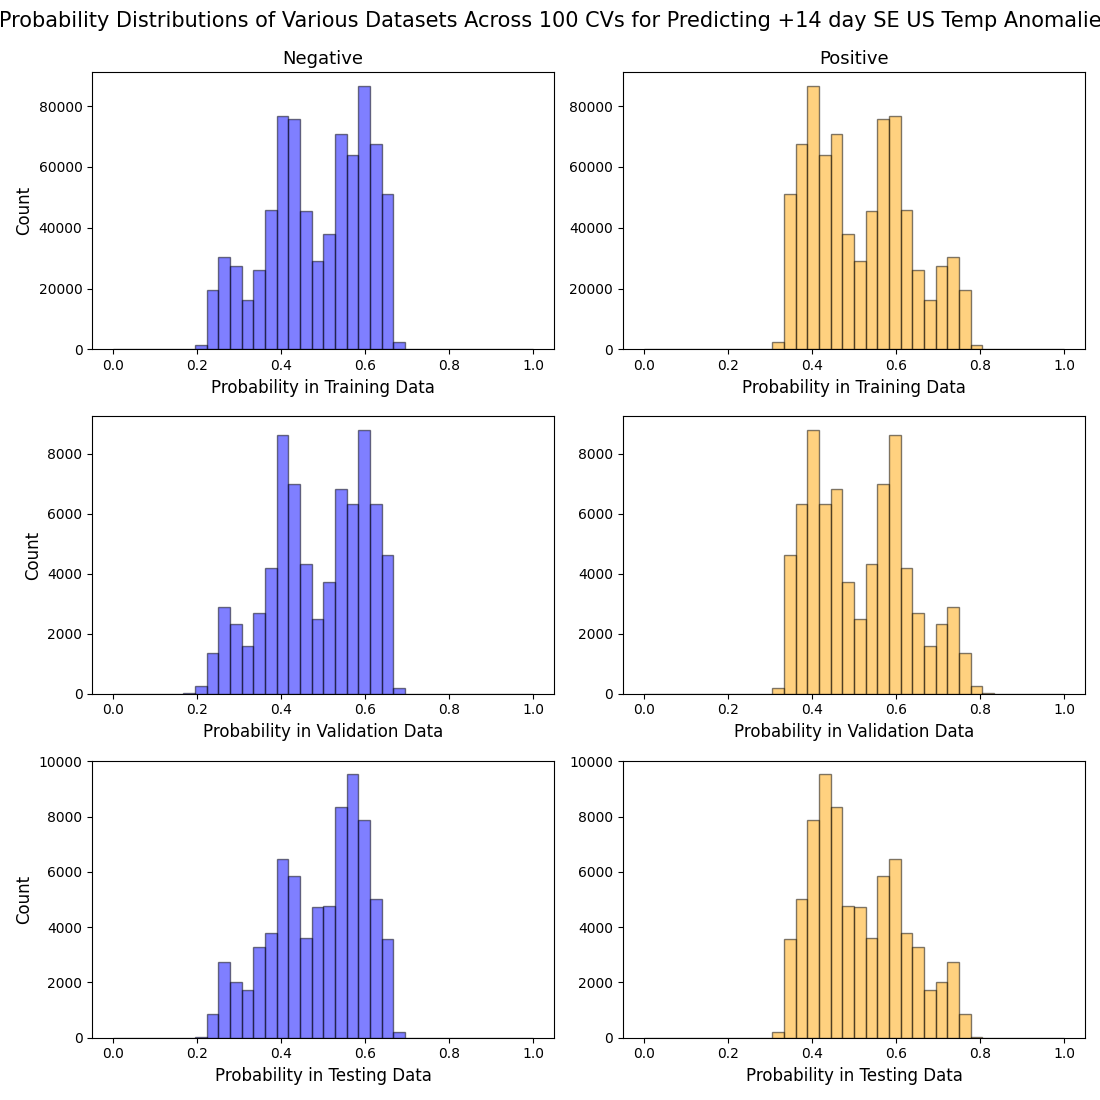 Probability Distributions of Various Datasets Across 100 CVs for Predicting +14 day SE US Temp Anomalie
Negative
Positive
80000
60000
40000
20000
0
Count
0.0 0.2 0.4 0.6 0.8 1.0
Probability in Training Data
80000
60000
40000
20000
0
0.0 0.2 0.4 0.6 0.8 1.0
Probability in Training Data
8000
6000
4000
2000
0
Count
0.0 0.2 0.4 0.6 0.8 1.0
Probability in Validation Data
8000
6000
4000
2000
0
0.0 0.2 0.4 0.6 0.8 1.0
Probability in Validation Data
10000
8000
6000
4000
2000
0
Count
0.0 0.2 0.4 0.6 0.8 1.0
Probability in Testing Data
10000
8000
6000
4000
2000
0
0.0 0.2 0.4 0.6 0.8 1.0
Probability in Testing Data